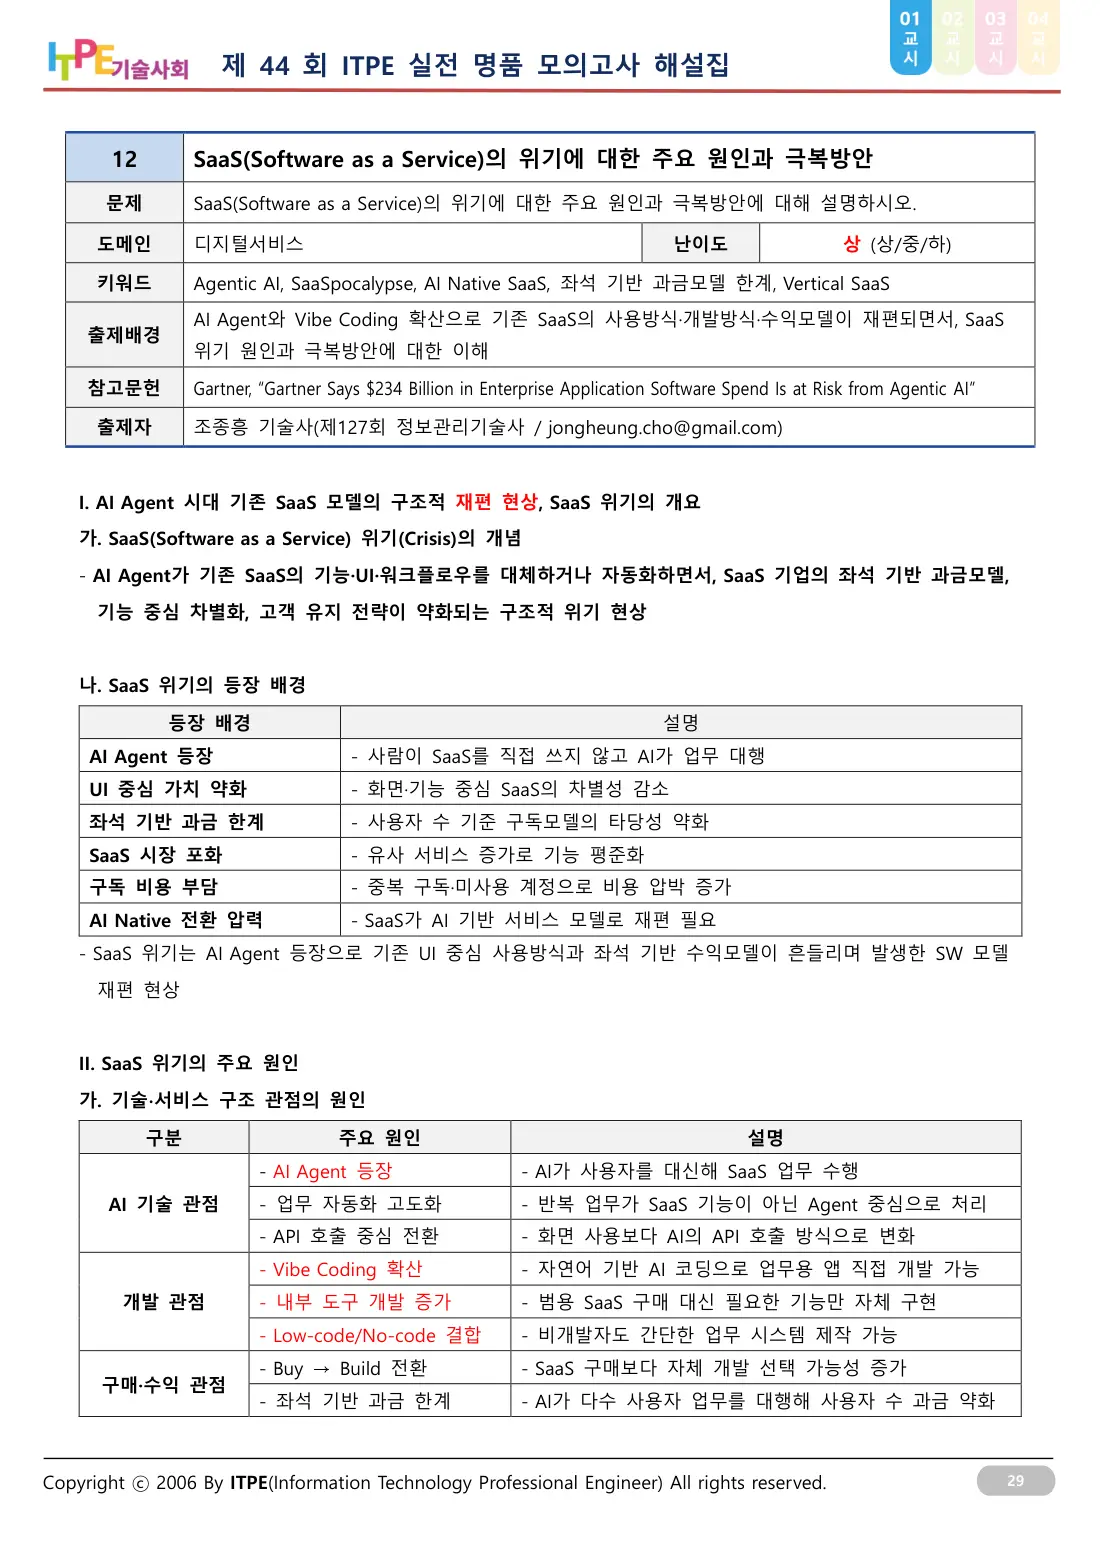 ITPE기술사회 제 44 회 ITPE 실전 명품 모의고사 해설집
01 교 시
02 교 시
03 교 시
04 교 시
12 SaaS(Software as a Service)의 위기에 대한 주요 원인과 극복방안
문제 SaaS(Software as a Service)의 위기에 대한 주요 원인과 극복방안에 대해 설명하시오.
도메인 디지털서비스 난이도 상 (상/중/하)
키워드 Agentic AI, SaaSpocalypse, AI Native SaaS, 좌석 기반 과금모델 한계, Vertical SaaS
출제배경 AI Agent와 Vibe Coding 확산으로 기존 SaaS의 사용방식·개발방식·수익모델이 재편되면서, SaaS
위기 원인과 극복방안에 대한 이해
참고문헌 Gartner, “Gartner Says $234 Billion in Enterprise Application Software Spend Is at Risk from Agentic AI”
출제자 조종흥 기술사(제127회 정보관리기술사 / jongheung.cho@gmail.com)
I. AI Agent 시대 기존 SaaS 모델의 구조적 재편 현상, SaaS 위기의 개요
가. SaaS(Software as a Service) 위기(Crisis)의 개념
- AI Agent가 기존 SaaS의 기능·UI·워크플로우를 대체하거나 자동화하면서, SaaS 기업의 좌석 기반 과금모델,
기능 중심 차별화, 고객 유지 전략이 약화되는 구조적 위기 현상
나. SaaS 위기의 등장 배경
등장 배경 설명
AI Agent 등장 - 사람이 SaaS를 직접 쓰지 않고 AI가 업무 대행
UI 중심 가치 약화 - 화면·기능 중심 SaaS의 차별성 감소
좌석 기반 과금 한계 - 사용자 수 기준 구독모델의 타당성 약화
SaaS 시장 포화 - 유사 서비스 증가로 기능 평준화
구독 비용 부담 - 중복 구독·미사용 계정으로 비용 압박 증가
AI Native 전환 압력 - SaaS가 AI 기반 서비스 모델로 재편 필요
- SaaS 위기는 AI Agent 등장으로 기존 UI 중심 사용방식과 좌석 기반 수익모델이 흔들리며 발생한 SW 모델
재편 현상
II. SaaS 위기의 주요 원인
가. 기술·서비스 구조 관점의 원인
구분 주요 원인 설명
AI 기술 관점 - AI Agent 등장 - AI가 사용자를 대신해 SaaS 업무 수행
- 업무 자동화 고도화 - 반복 업무가 SaaS 기능이 아닌 Agent 중심으로 처리
- API 호출 중심 전환 - 화면 사용보다 AI의 API 호출 방식으로 변화
개발 관점 - Vibe Coding 확산 - 자연어 기반 AI 코딩으로 업무용 앱 직접 개발 가능
- 내부 도구 개발 증가 - 범용 SaaS 구매 대신 필요한 기능만 자체 구현
- Low-code/No-code 결합 - 비개발자도 간단한 업무 시스템 제작 가능
구매·수익 관점 - Buy → Build 전환 - SaaS 구매보다 자체 개발 선택 가능성 증가
- 좌석 기반 과금 한계 - AI가 다수 사용자 업무를 대행해 사용자 수 과금 약화
Copyright ⓒ 2006 By ITPE(Information Technology Professional Engineer) All rights reserved. 29